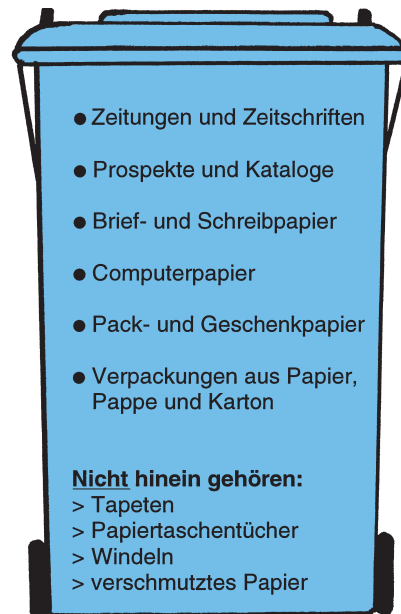 ● Zeitungen und Zeitschriften
● Prospekte und Kataloge
● Brief- und Schreibpapier
● Computerpapier
● Pack- und Geschenkpapier
● Verpackungen aus Papier,
Pappe und Karton
Nicht hinein gehören:
> Tapeten
> Papiertaschentücher
> Windeln
> verschmutztes Papier